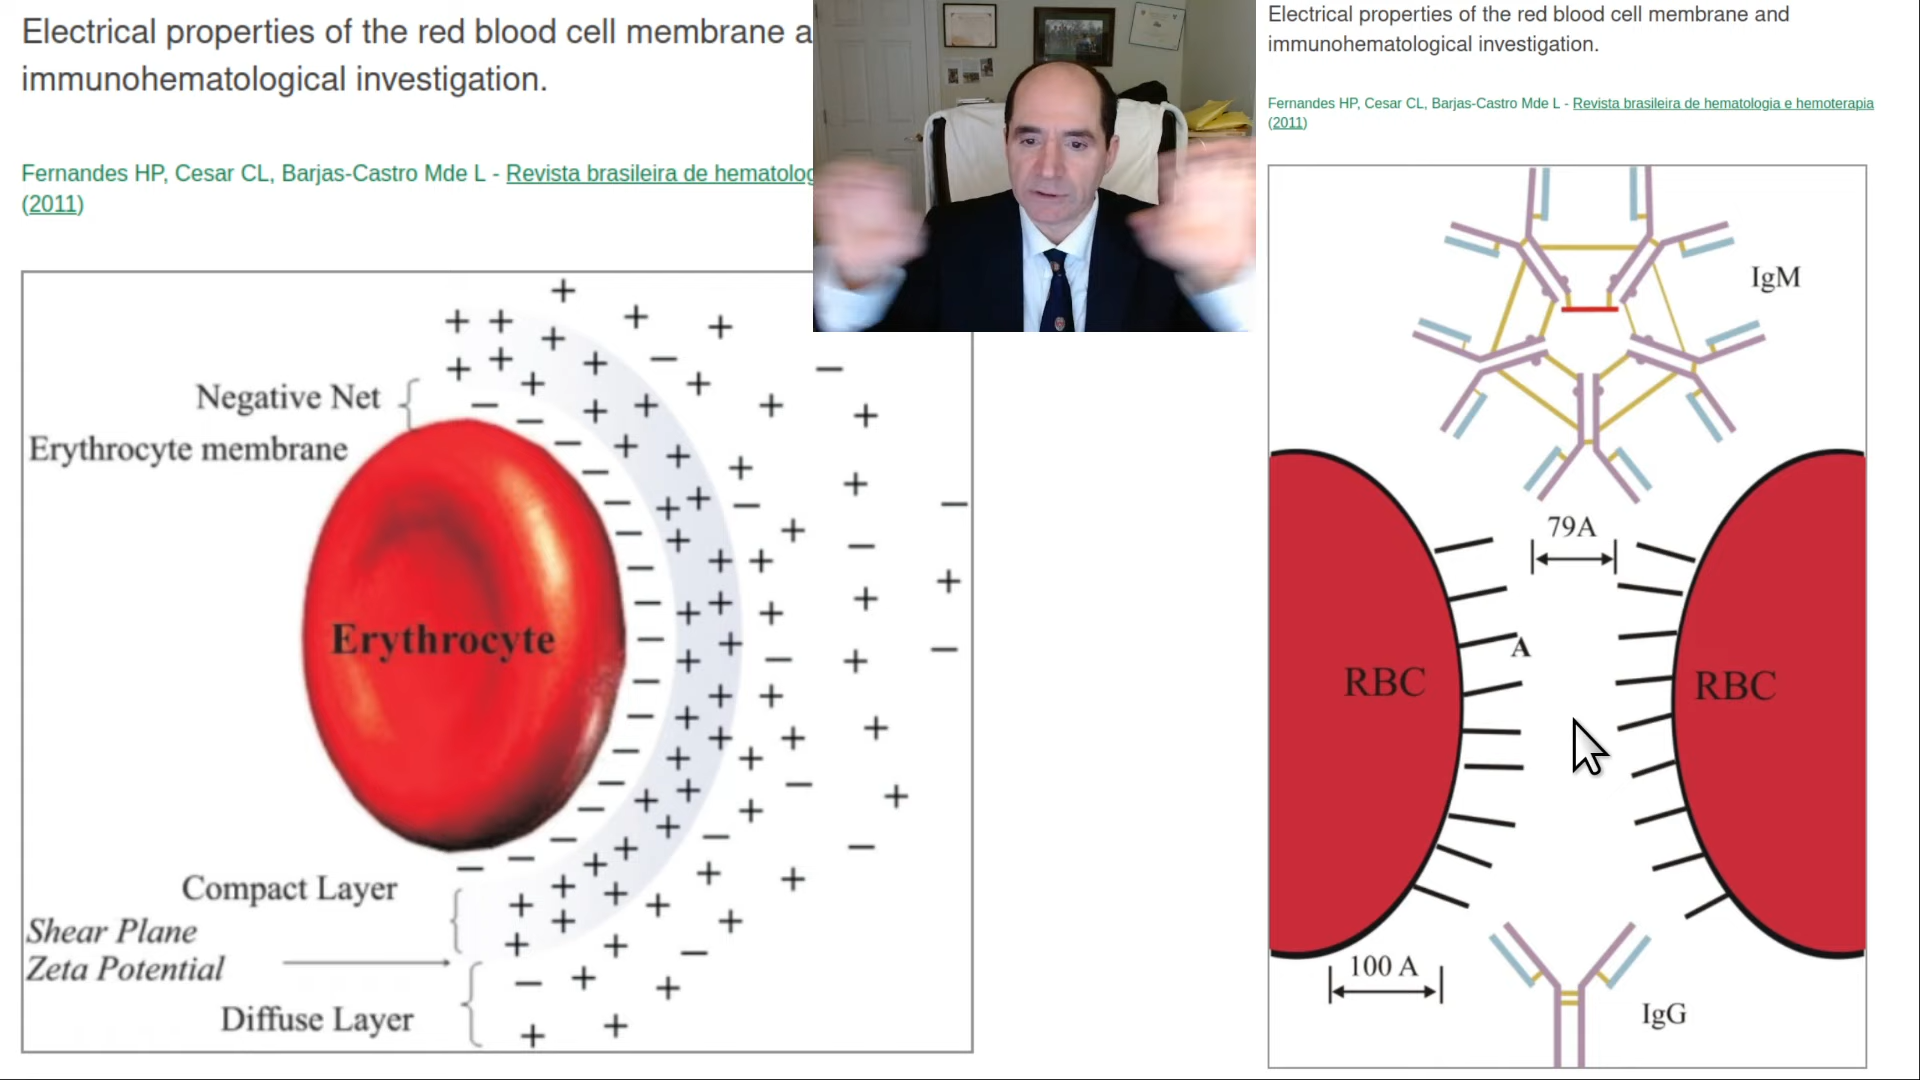 Electrical properties of the red blood cell membrane a
immunohematological investigation.
Fernandes HP, Cesar CL, Barjas-Castro Mde L - Revista brasileira de hematolog
(2011)
Negative Net
Erythrocyte membrane
Erythrocyte
Compact Layer
Shear Plane
Zeta Potential
Diffuse Layer
Electrical properties of the red blood cell membrane and
immunohematological investigation.
Fernandes HP, Cesar CL, Barjas-Castro Mde L - Revista brasileira de hematologia e hemoterapia
(2011)
IgM
79A
A
RBC
RBC
100 A
IgG